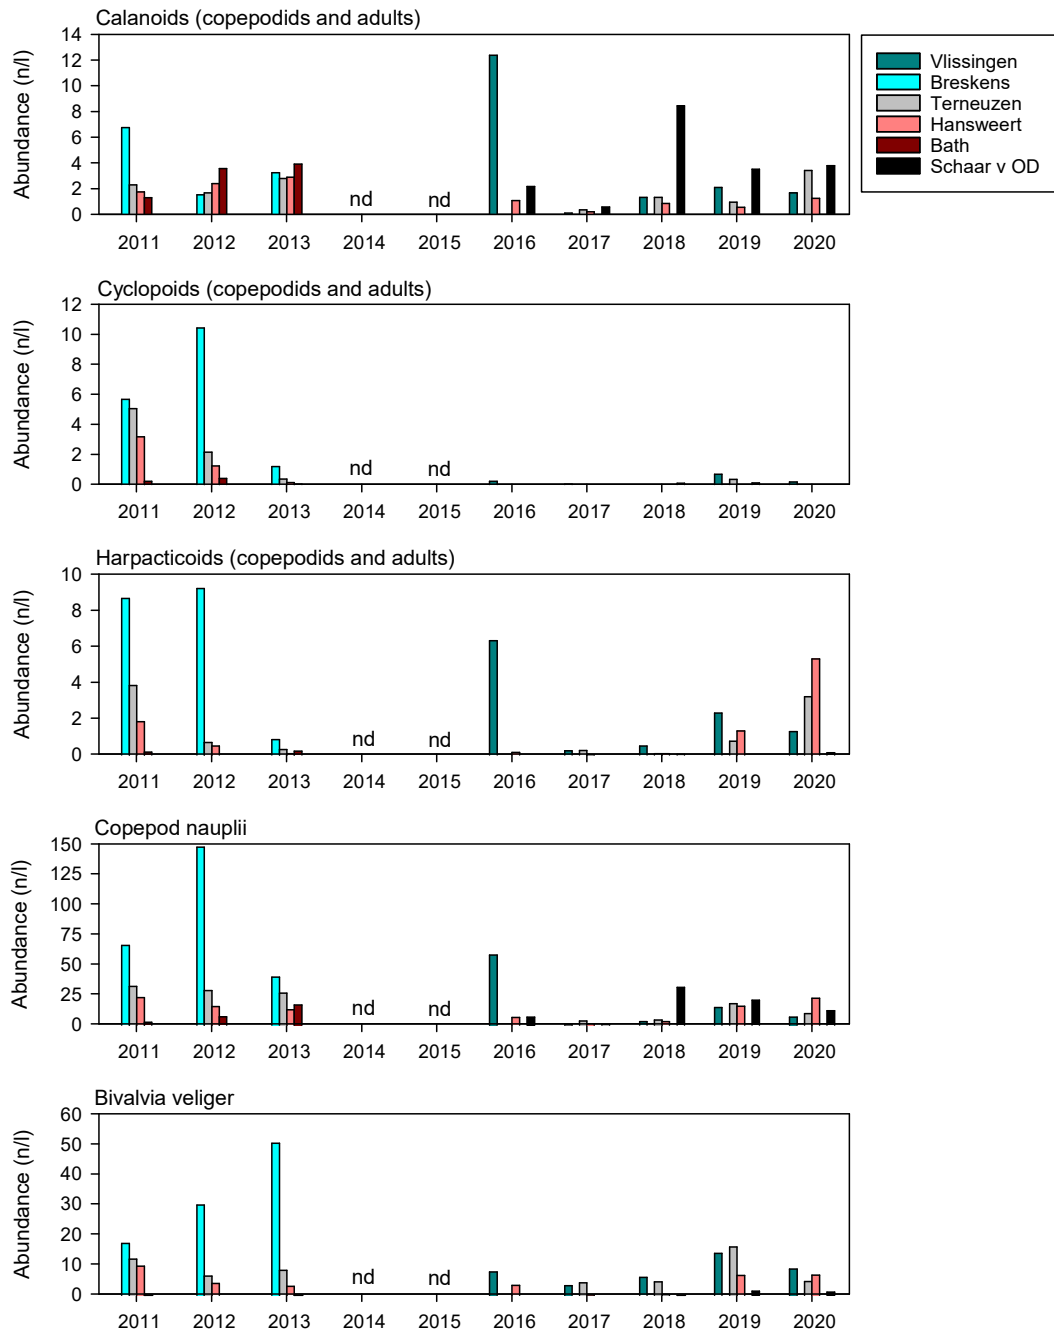 Calanoids (copepodids and adults)
Abundance (n/l)
14
12
10
8
6
4
2
0
nd nd
2011 2012 2013 2014 2015 2016 2017 2018 2019 2020
Vlissingen
Breskens
Terneuzen
Hansweert
Bath
Schaar v OD
Cyclopoids (copepodids and adults)
Abundance (n/l)
12
10
8
6
4
2
0
nd nd
2011 2012 2013 2014 2015 2016 2017 2018 2019 2020
Harpacticoids (copepodids and adults)
Abundance (n/l)
10
8
6
4
2
0
nd nd
2011 2012 2013 2014 2015 2016 2017 2018 2019 2020
Copepod nauplii
Abundance (n/l)
150
125
100
75
50
25
0
nd nd
2011 2012 2013 2014 2015 2016 2017 2018 2019 2020
Bivalvia veliger
Abundance (n/l)
60
50
40
30
20
10
0
nd nd
2011 2012 2013 2014 2015 2016 2017 2018 2019 2020